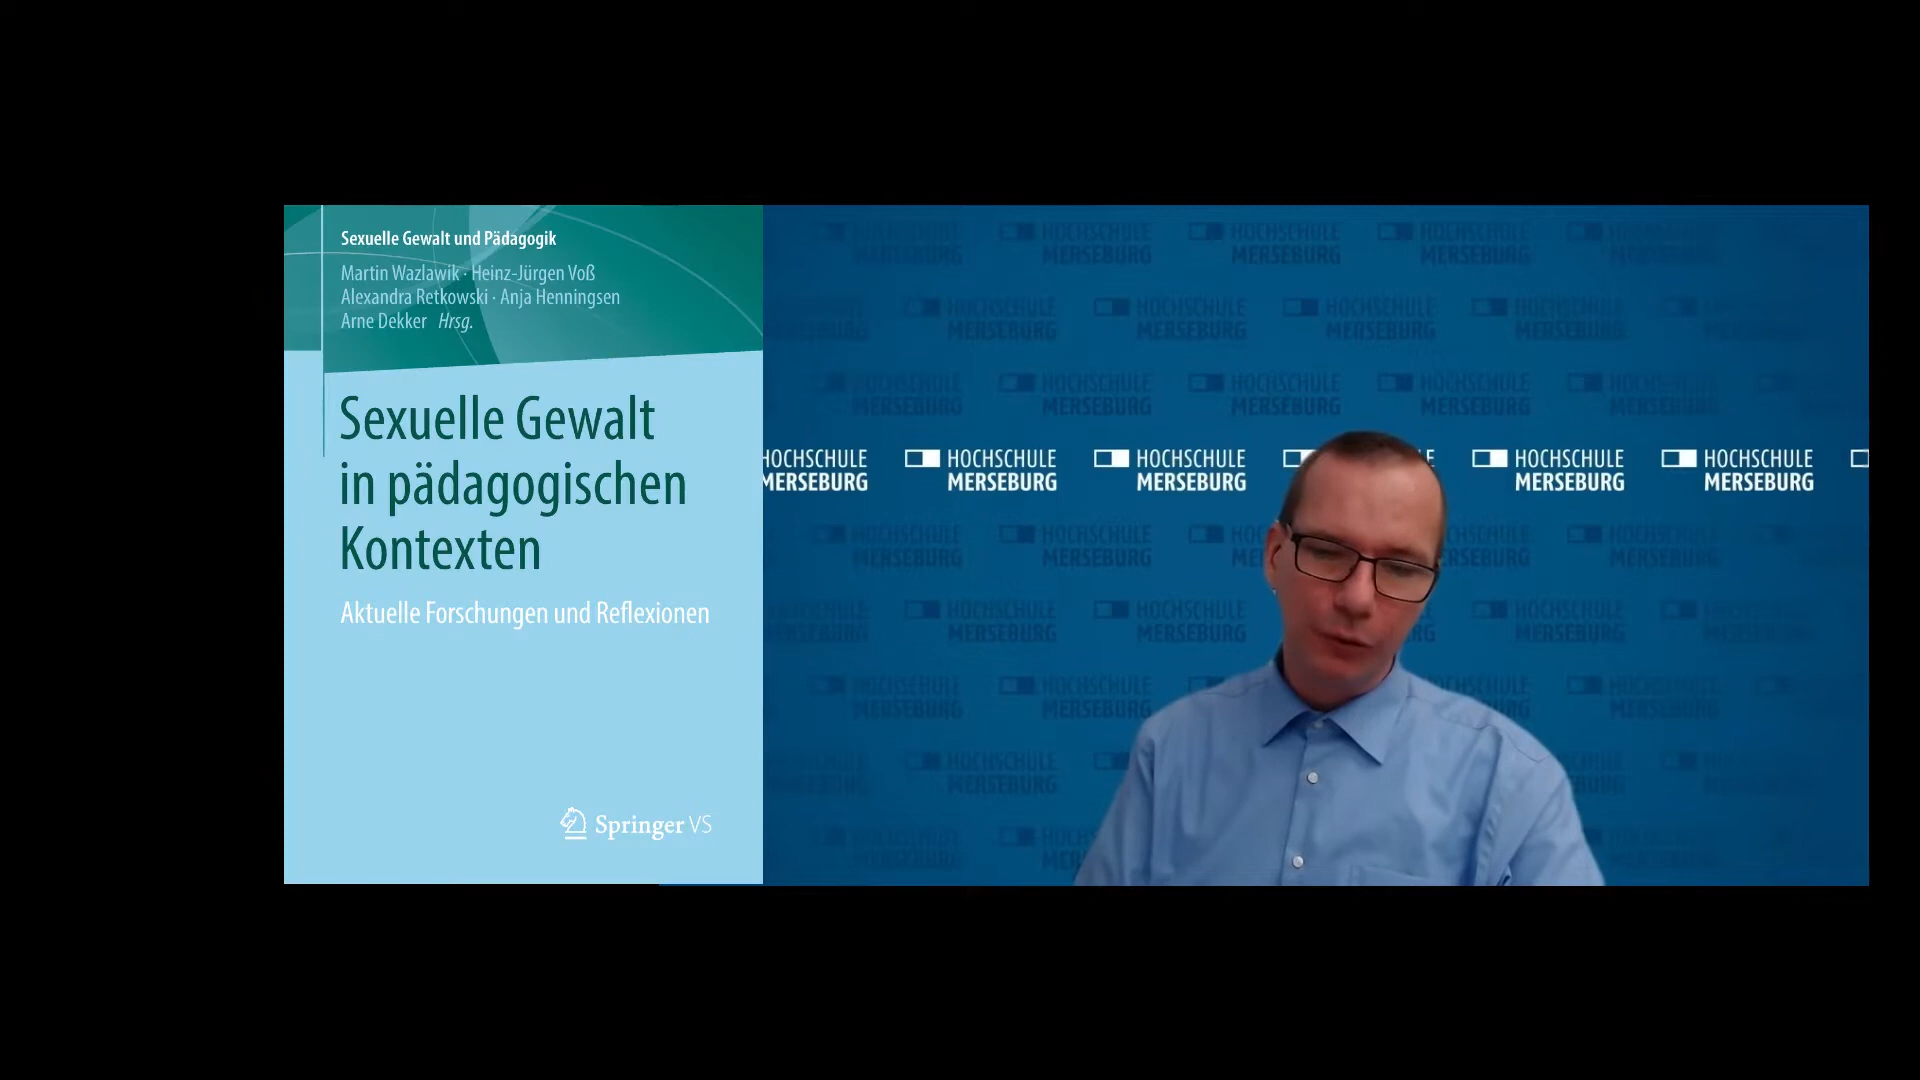 Sexuelle Gewalt und Pädagogik
Martin Wazlawik · Heinz-Jürgen Voß
Alexandra Retkowski · Anja Henningsen
Arne Dekker Hrsg.
Sexuelle Gewalt
in pädagogischen
Kontexten
Aktuelle Forschungen und Reflexionen
Springer VS
HOCHSCHULE HOCHSCHULE HOCHSCHULE HOCHSCHULE HOCHSCHULE
MERSEBURG MERSEBURG MERSEBURG MERSEBURG MERSEBURG